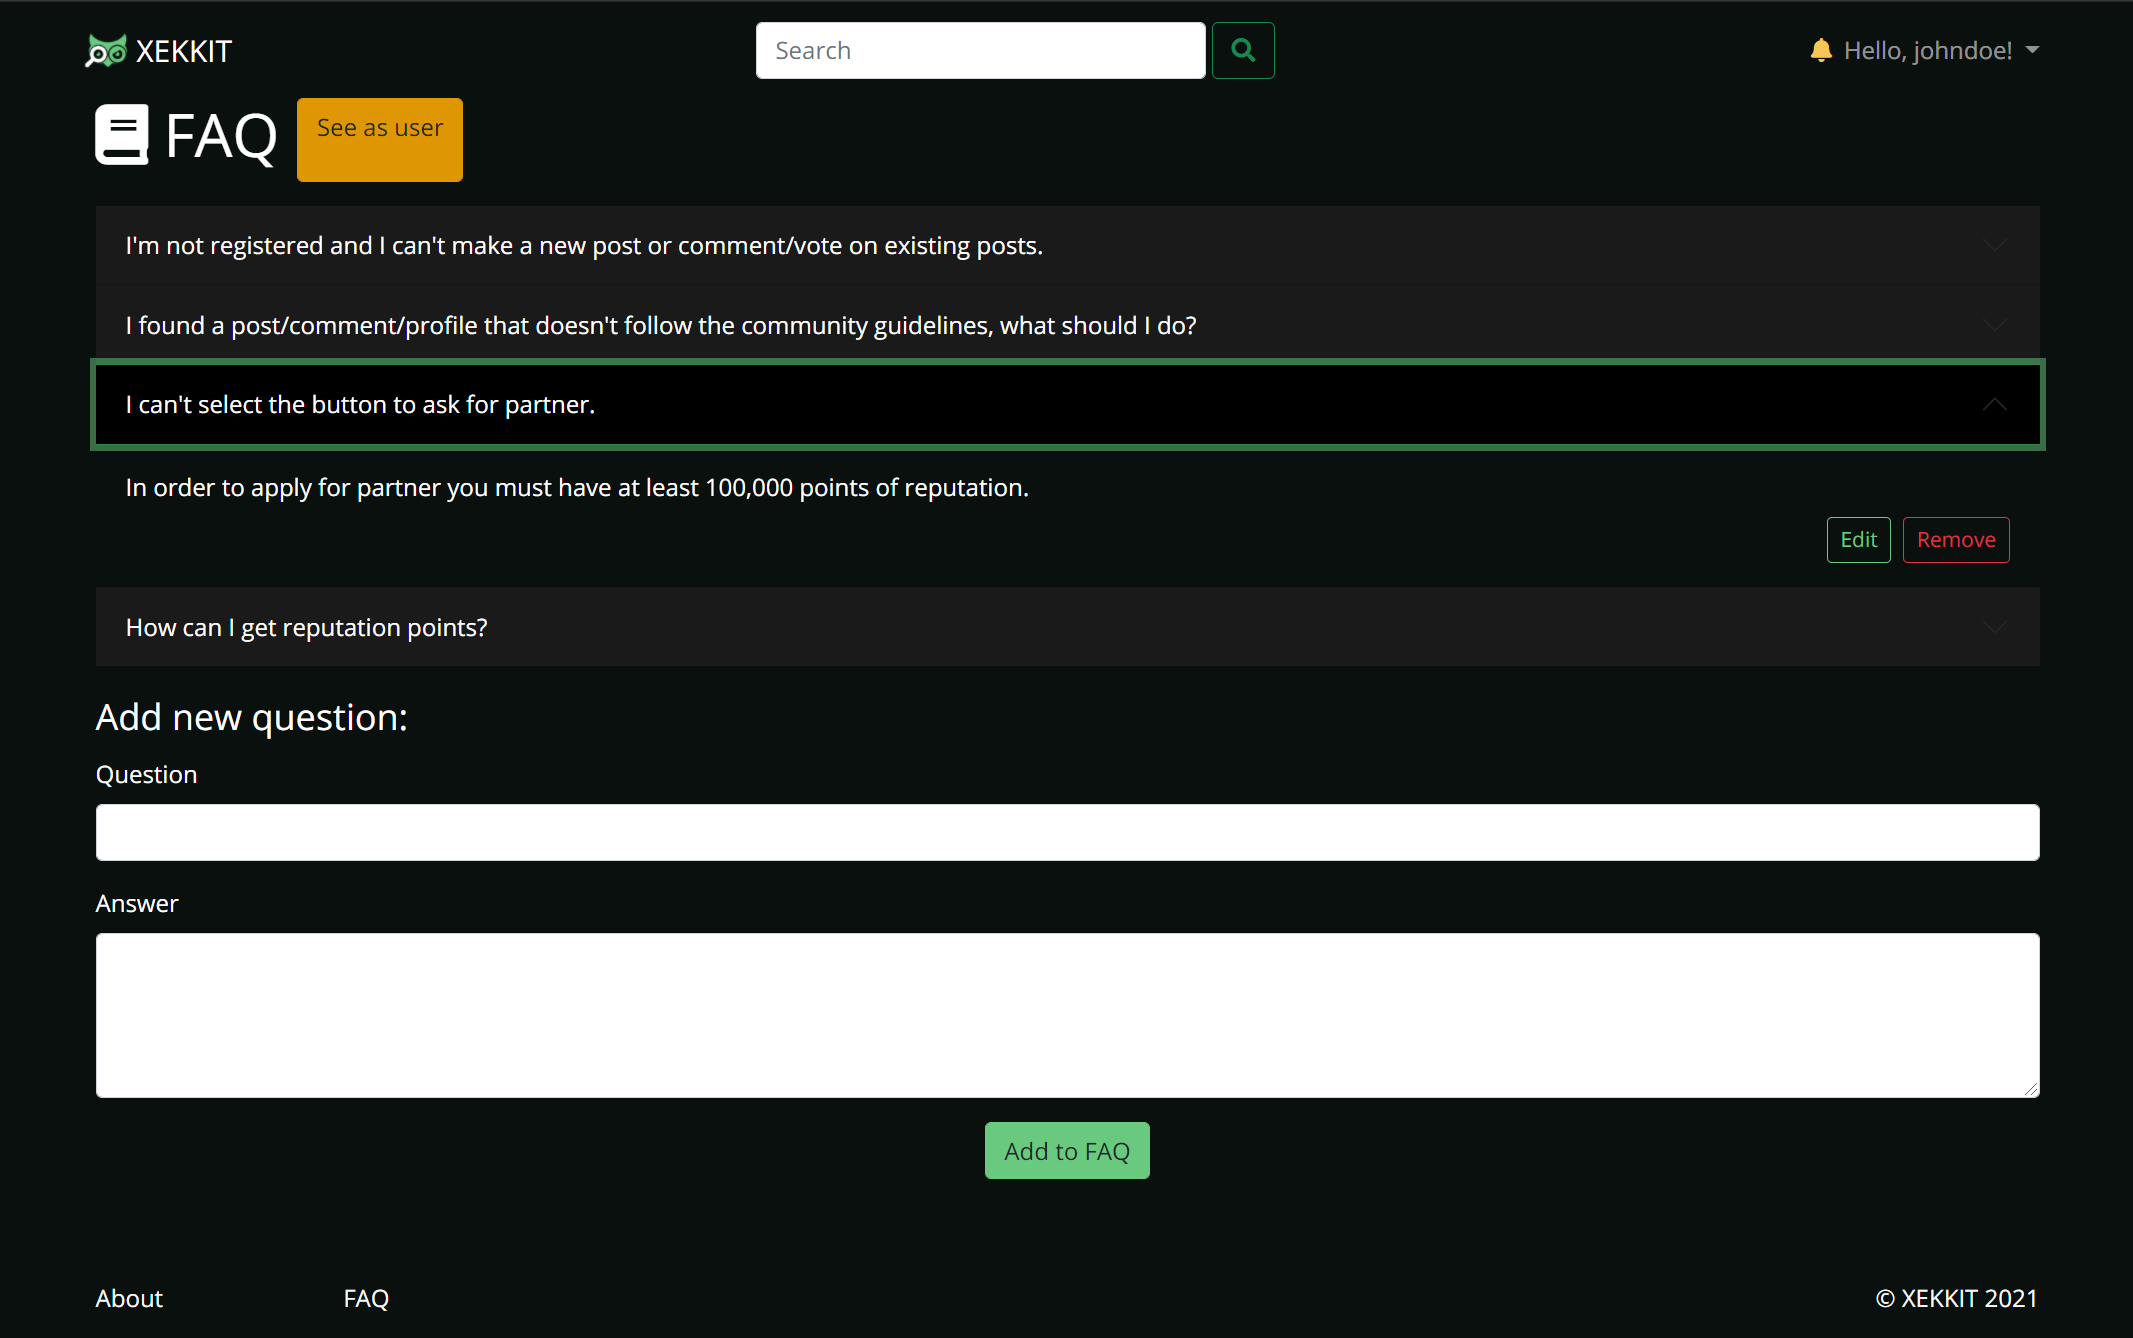 XEKKIT
Search
Hello, johndoe!
FAQ
See as user
I'm not registered and I can't make a new post or comment/vote on existing posts.
I found a post/comment/profile that doesn't follow the community guidelines, what should I do?
I can't select the button to ask for partner.
In order to apply for partner you must have at least 100,000 points of reputation.
Edit
Remove
How can I get reputation points?
Add new question:
Question
Answer
Add to FAQ
About
FAQ
© XEKKIT 2021